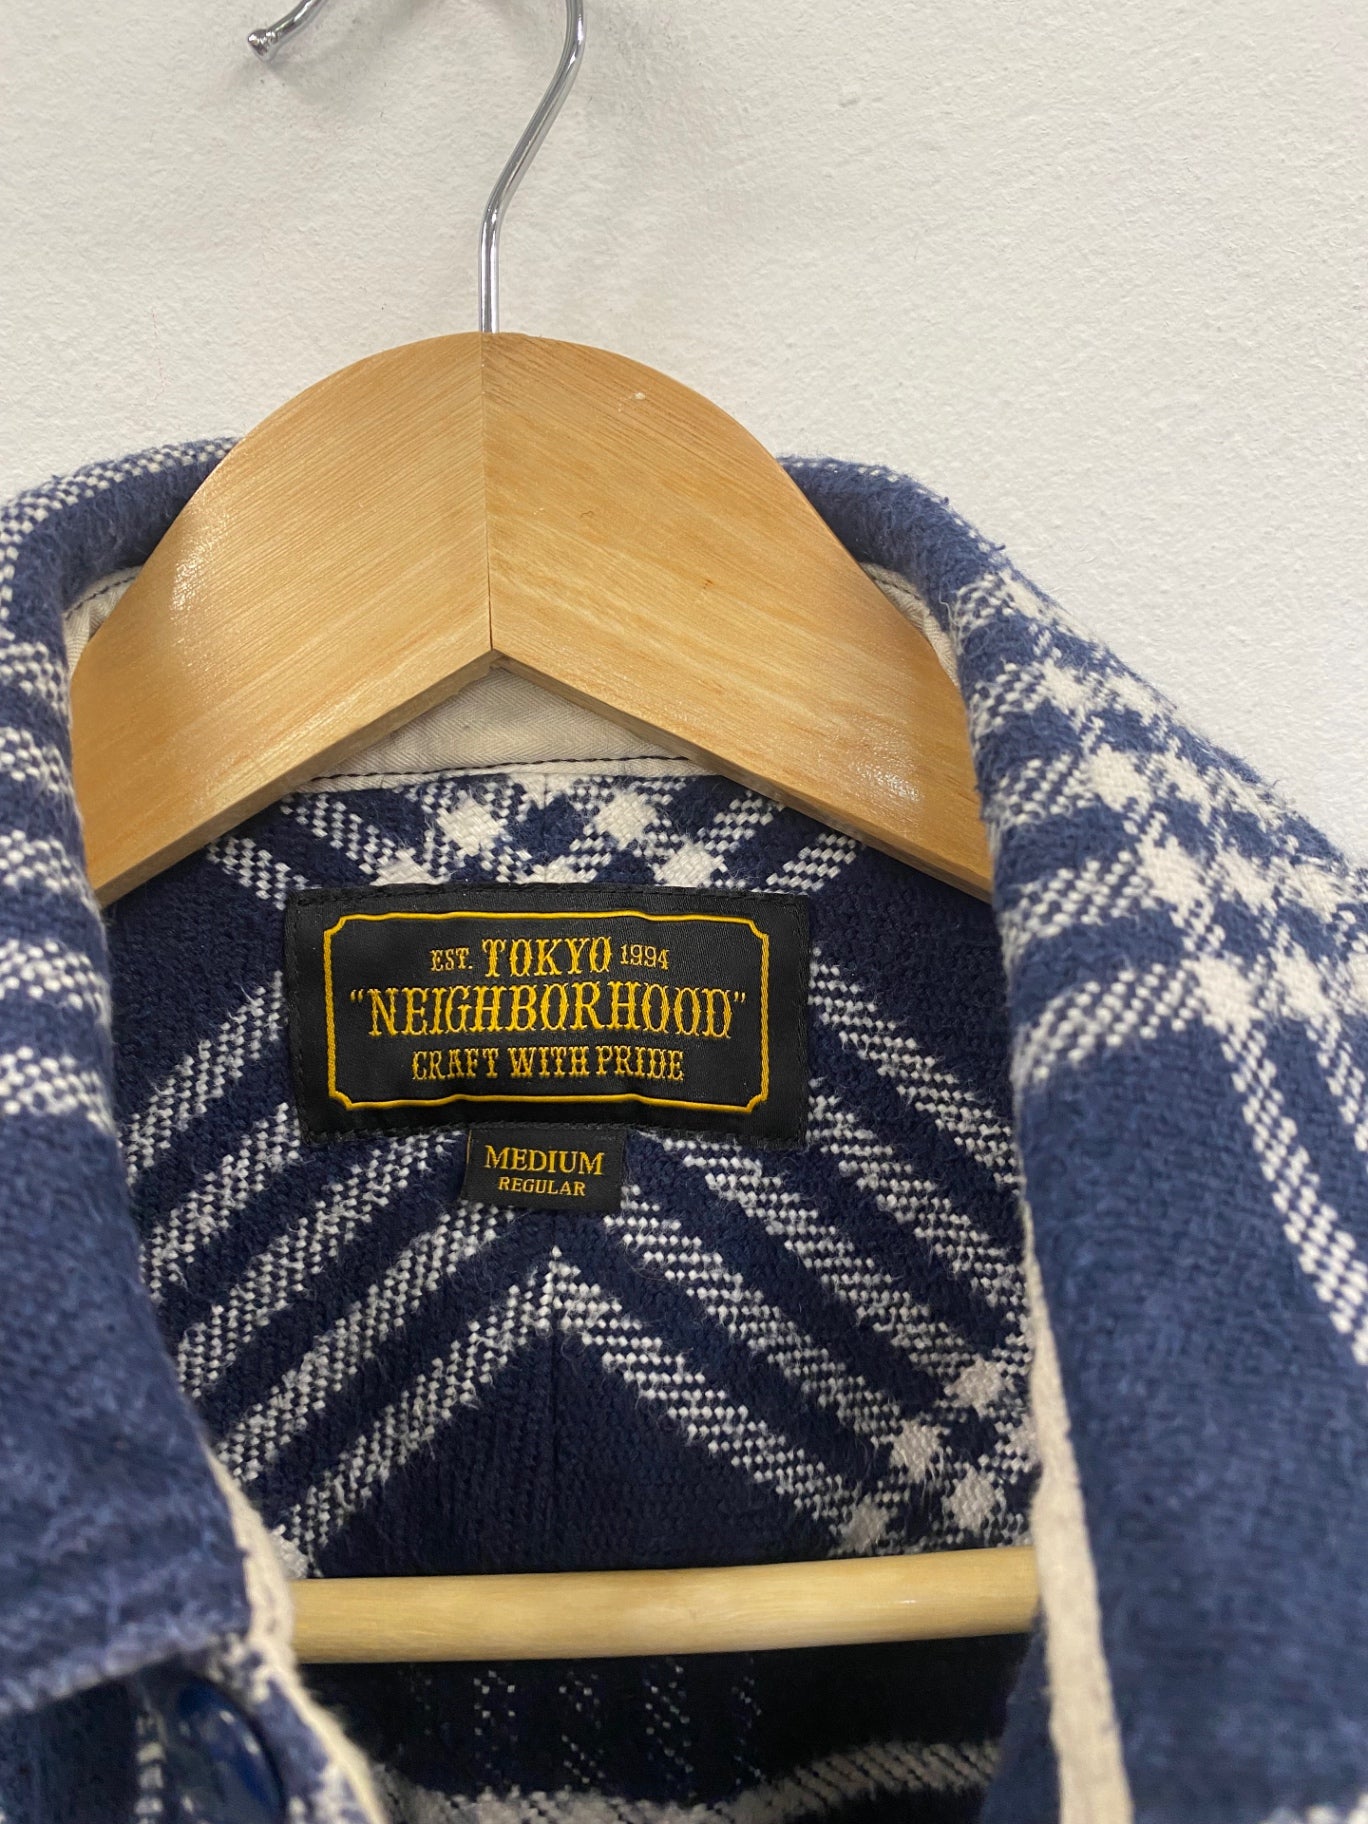 EST. TOKYO 1994
"NEIGHBORHOOD"
CRAFT WITH PRIDE
MEDIUM
REGULAR